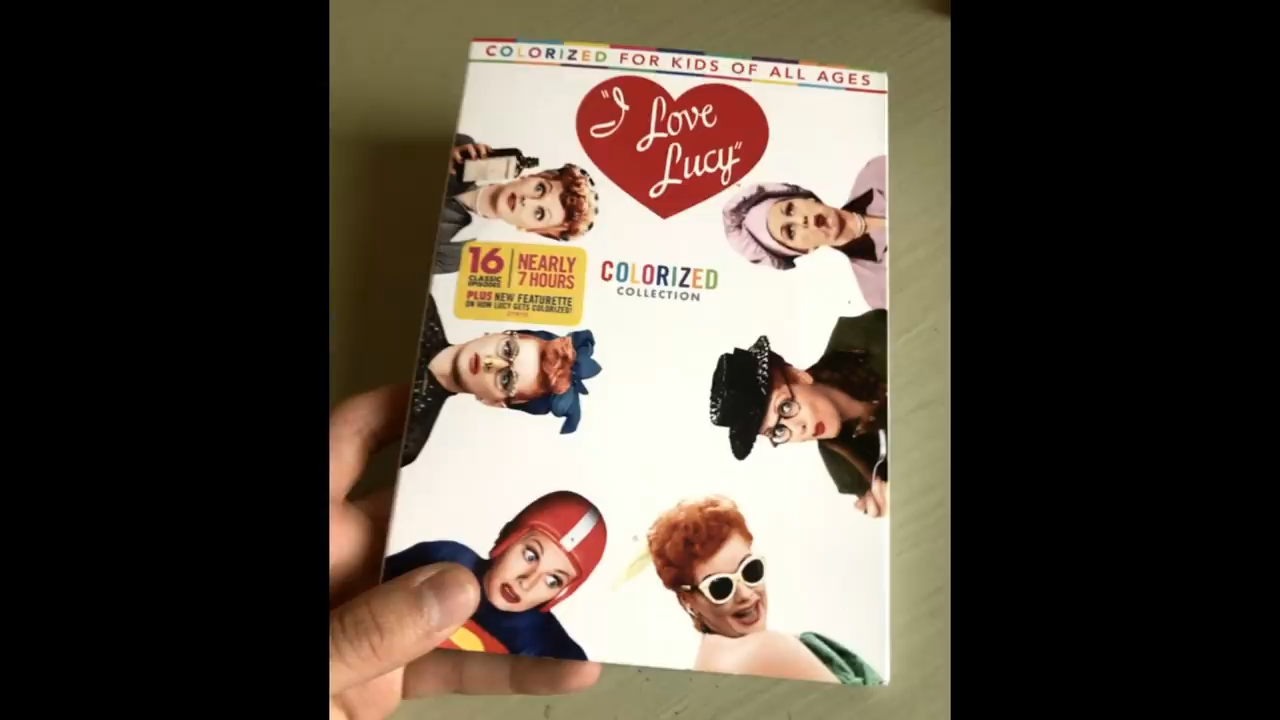 COLORIZED FOR KIDS OF ALL AGES
"I Love
Lucy"
16
CLASSIC
EPISODES
NEARLY
7 HOURS
PLUS NEW FEATURETTE
ON HOW LUCY GETS COLORIZED!
COLORIZED
COLLECTION